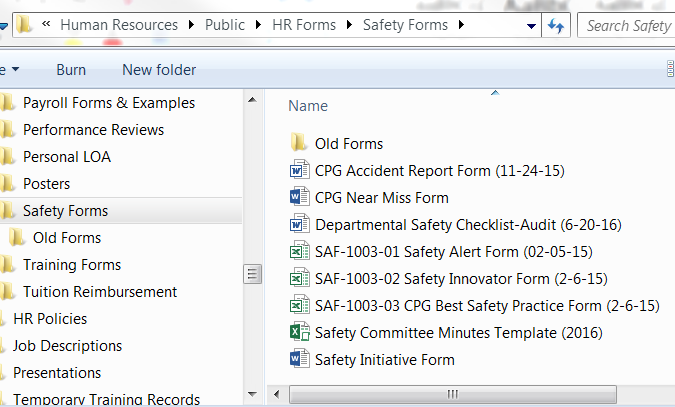 « Human Resources Public HR Forms Safety Forms Search Safety
Burn New folder
Payroll Forms & Examples
Performance Reviews
Personal LOA
Posters
Safety Forms
Old Forms
Training Forms
Tuition Reimbursement
HR Policies
Job Descriptions
Presentations
Temporary Training Records
Name
Old Forms
CPG Accident Report Form (11-24-15)
CPG Near Miss Form
Departmental Safety Checklist-Audit (6-20-16)
SAF-1003-01 Safety Alert Form (02-05-15)
SAF-1003-02 Safety Innovator Form (2-6-15)
SAF-1003-03 CPG Best Safety Practice Form (2-6-15)
Safety Committee Minutes Template (2016)
Safety Initiative Form